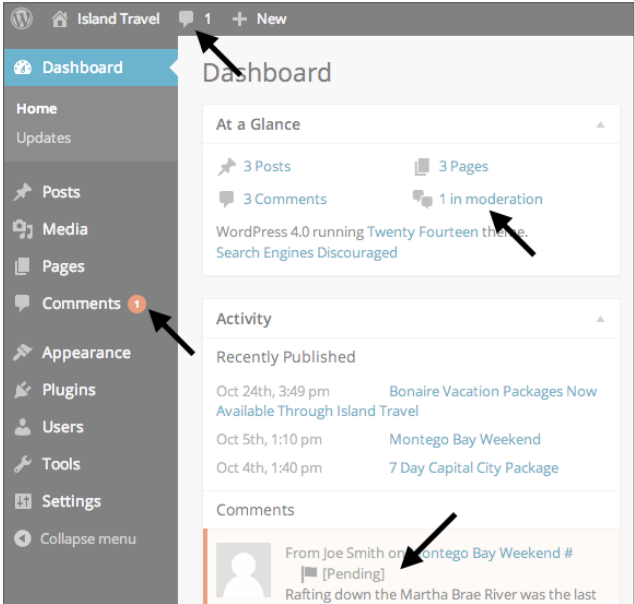 Island Travel 1 New
Dashboard
Home
Updates
Posts
Media
Pages
Comments 1
Appearance
Plugins
Users
Tools
Settings
Collapse menu
Dashboard
At a Glance
3 Posts 3 Pages
3 Comments 1 in moderation
WordPress 4.0 running Twenty Fourteen theme.
Search Engines Discouraged
Activity
Recently Published
Oct 24th, 3:49 pm Bonaire Vacation Packages Now
Available Through Island Travel
Oct 5th, 1:10 pm Montego Bay Weekend
Oct 4th, 1:40 pm 7 Day Capital City Package
Comments
From Joe Smith on Montego Bay Weekend #
[Pending]
Rafting down the Martha Brae River was the last